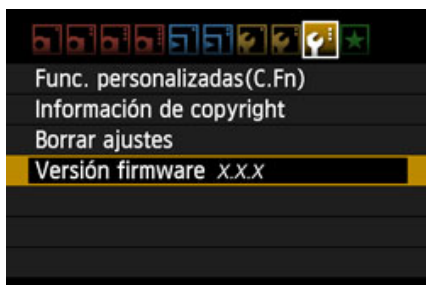 Func. personalizadas(C.Fn)
Información de copyright
Borrar ajustes
Versión firmware X.X.X